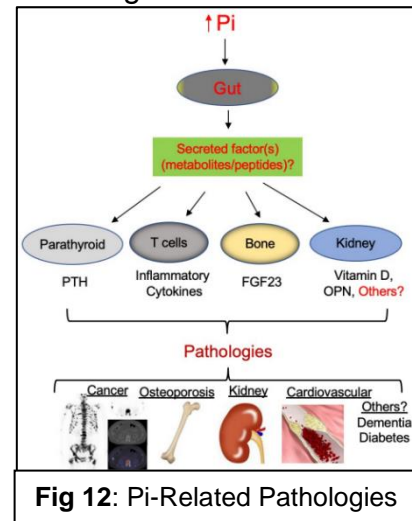 ↑Pi
Gut
Secreted factor(s)
(metabolites/peptides)?
Parathyroid
T cells
Bone
Kidney
PTH
Inflammatory
Cytokines
FGF23
Vitamin D,
OPN, Others?
Pathologies
Cancer
Osteoporosis
Kidney
Cardiovascular
Others?
Dementia
Diabetes
Fig 12: Pi-Related Pathologies